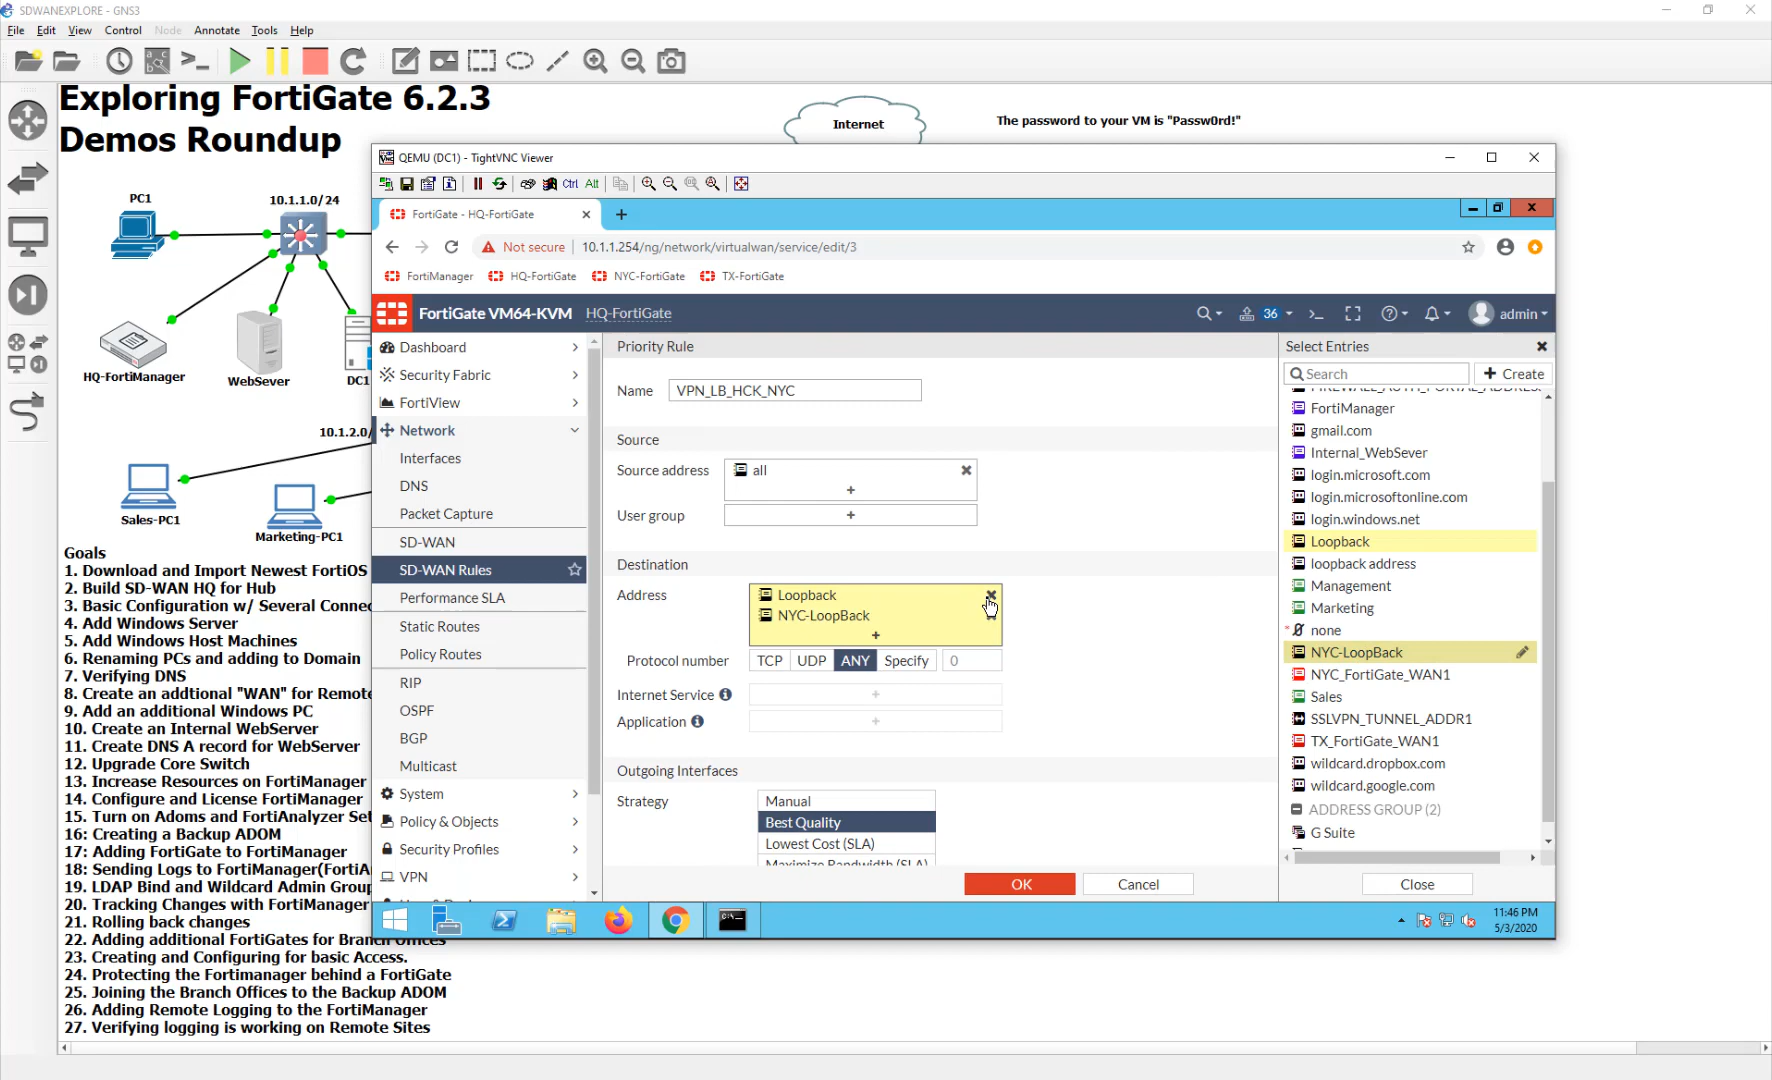 SDWANEXPLORE - GNS3
File Edit View Control Node Annotate Tools Help
Exploring FortiGate 6.2.3
Demos Roundup
Internet
The password to your VM is "Passw0rd!"
PC1
10.1.1.0/24
HQ-FortiManager
WebSever
DC1
10.1.2.0/
Sales-PC1
Marketing-PC1
Goals
1. Download and Import Newest FortiOS
2. Build SD-WAN HQ for Hub
3. Basic Configuration w/ Several Connec
4. Add Windows Server
5. Add Windows Host Machines
6. Renaming PCs and adding to Domain
7. Verifying DNS
8. Create an addtional "WAN" for Remote
9. Add an additional Windows PC
10. Create an Internal WebServer
11. Create DNS A record for WebServer
12. Upgrade Core Switch
13. Increase Resources on FortiManager
14. Configure and License FortiManager
15. Turn on Adoms and FortiAnalyzer Set
16: Creating a Backup ADOM
17: Adding FortiGate to FortiManager
18: Sending Logs to FortiManager(FortiA
19. LDAP Bind and Wildcard Admin Group
20. Tracking Changes with FortiManager
21. Rolling back changes
22. Adding additional FortiGates for Branch Offices
23. Creating and Configuring for basic Access.
24. Protecting the Fortimanager behind a FortiGate
25. Joining the Branch Offices to the Backup ADOM
26. Adding Remote Logging to the FortiManager
27. Verifying logging is working on Remote Sites
QEMU (DC1) - TightVNC Viewer
Ctrl Alt
FortiGate - HQ-FortiGate
Not secure 10.1.1.254/ng/network/virtualwan/service/edit/3
FortiManager HQ-FortiGate NYC-FortiGate TX-FortiGate
FortiGate VM64-KVM HQ-FortiGate
36
admin
Dashboard
Security Fabric
FortiView
Network
Interfaces
DNS
Packet Capture
SD-WAN
SD-WAN Rules
Performance SLA
Static Routes
Policy Routes
RIP
OSPF
BGP
Multicast
System
Policy & Objects
Security Profiles
VPN
Priority Rule
Name VPN_LB_HCK_NYC
Source
Source address all
+
User group +
Destination
Address Loopback
NYC-LoopBack
+
Protocol number TCP UDP ANY Specify 0
Internet Service +
Application +
Outgoing Interfaces
Strategy Manual
Best Quality
Lowest Cost (SLA)
Maximize Bandwidth (SLA)
OK Cancel
Select Entries
Search + Create
FIREWALL_AUTH_PORTAL_ADDRES
FortiManager
gmail.com
Internal_WebSever
login.microsoft.com
login.microsoftonline.com
login.windows.net
Loopback
loopback address
Management
Marketing
none
NYC-LoopBack
NYC_FortiGate_WAN1
Sales
SSLVPN_TUNNEL_ADDR1
TX_FortiGate_WAN1
wildcard.dropbox.com
wildcard.google.com
ADDRESS GROUP (2)
G Suite
Close
11:46 PM
5/3/2020